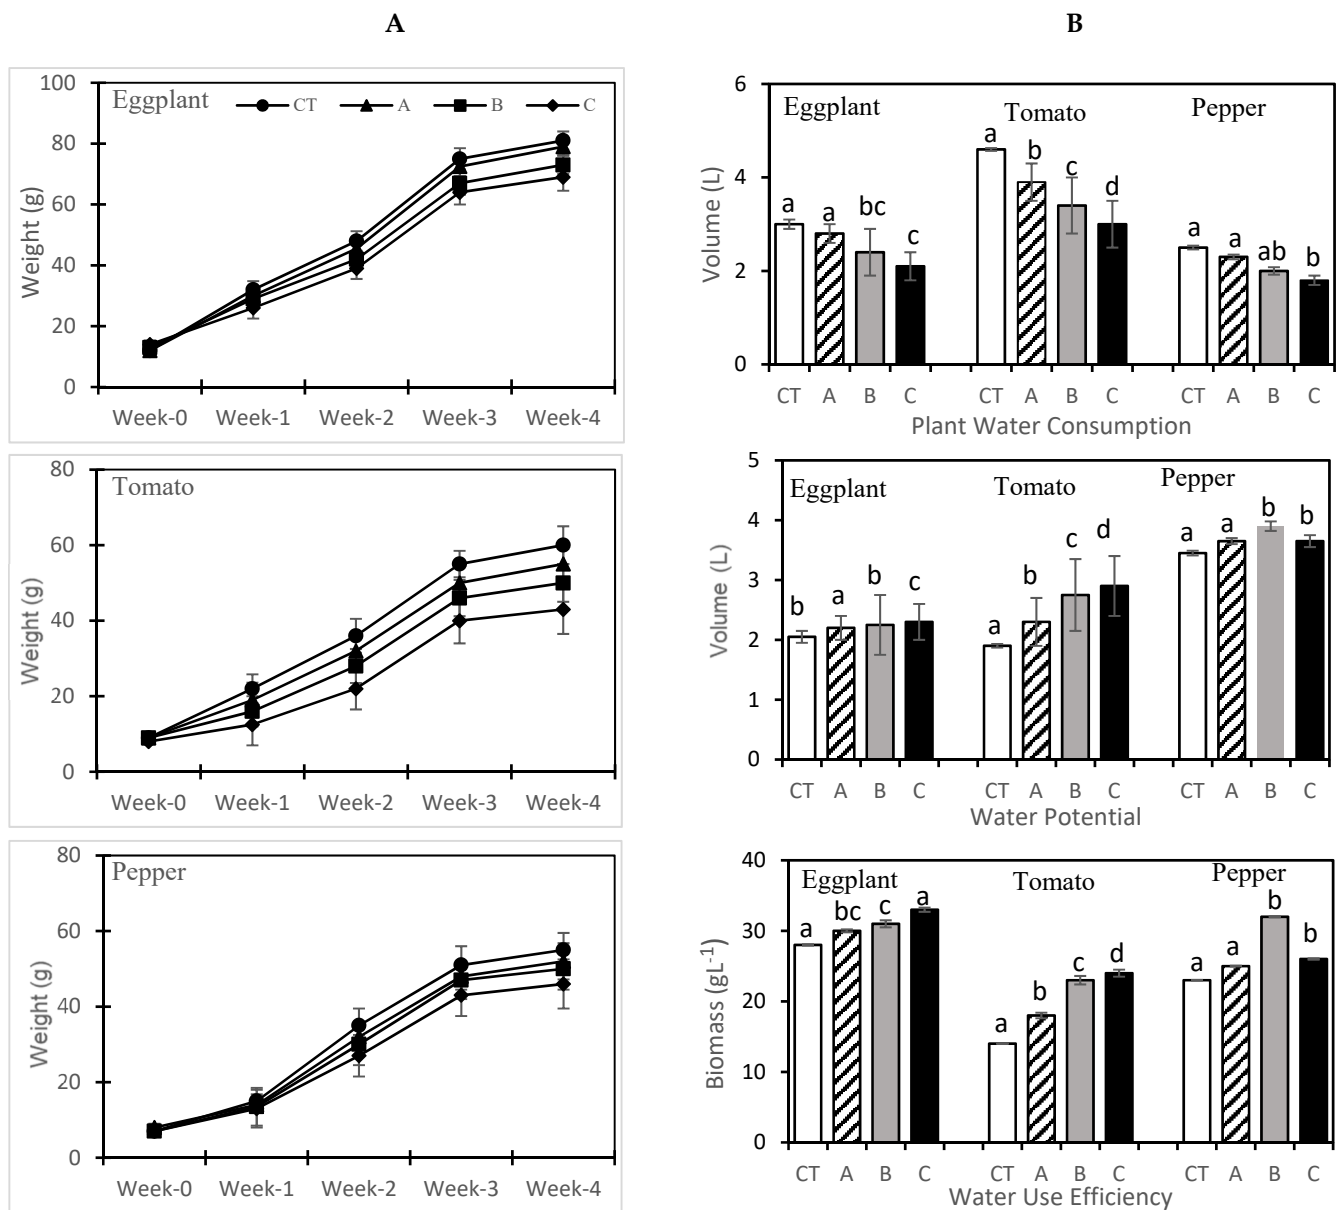 A
B
Eggplant CT A B C
100
80
60
40
20
0
Weight (g)
Week-0 Week-1 Week-2 Week-3 Week-4
Tomato
80
60
40
20
0
Weight (g)
Week-0 Week-1 Week-2 Week-3 Week-4
Pepper
80
60
40
20
0
Weight (g)
Week-0 Week-1 Week-2 Week-3 Week-4
Eggplant Tomato Pepper
a a bc c a b c d a a ab b
6
4
2
0
Volume (L)
CT A B C CT A B C CT A B C
Plant Water Consumption
Eggplant Tomato Pepper
b a b c a b c d a a b b
5
4
3
2
1
0
Volume (L)
CT A B C CT A B C CT A B C
Water Potential
Eggplant Tomato Pepper
a bc c a b c d a a b b
40
30
20
10
0
Biomass (gL-1)
CT A B C CT A B C CT A B C
Water Use Efficiency